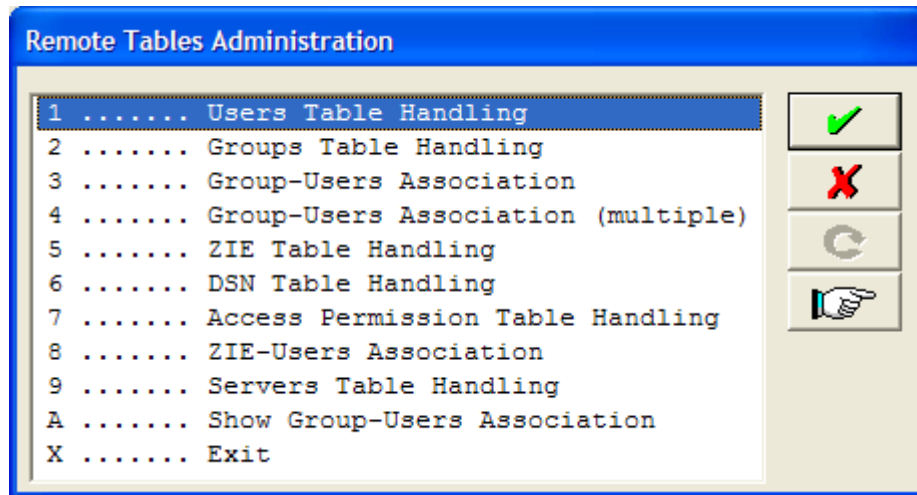 Remote Tables Administration
1 ....... Users Table Handling
2 ....... Groups Table Handling
3 ....... Group-Users Association
4 ....... Group-Users Association (multiple)
5 ....... ZIE Table Handling
6 ....... DSN Table Handling
7 ....... Access Permission Table Handling
8 ....... ZIE-Users Association
9 ....... Servers Table Handling
A ....... Show Group-Users Association
X ....... Exit